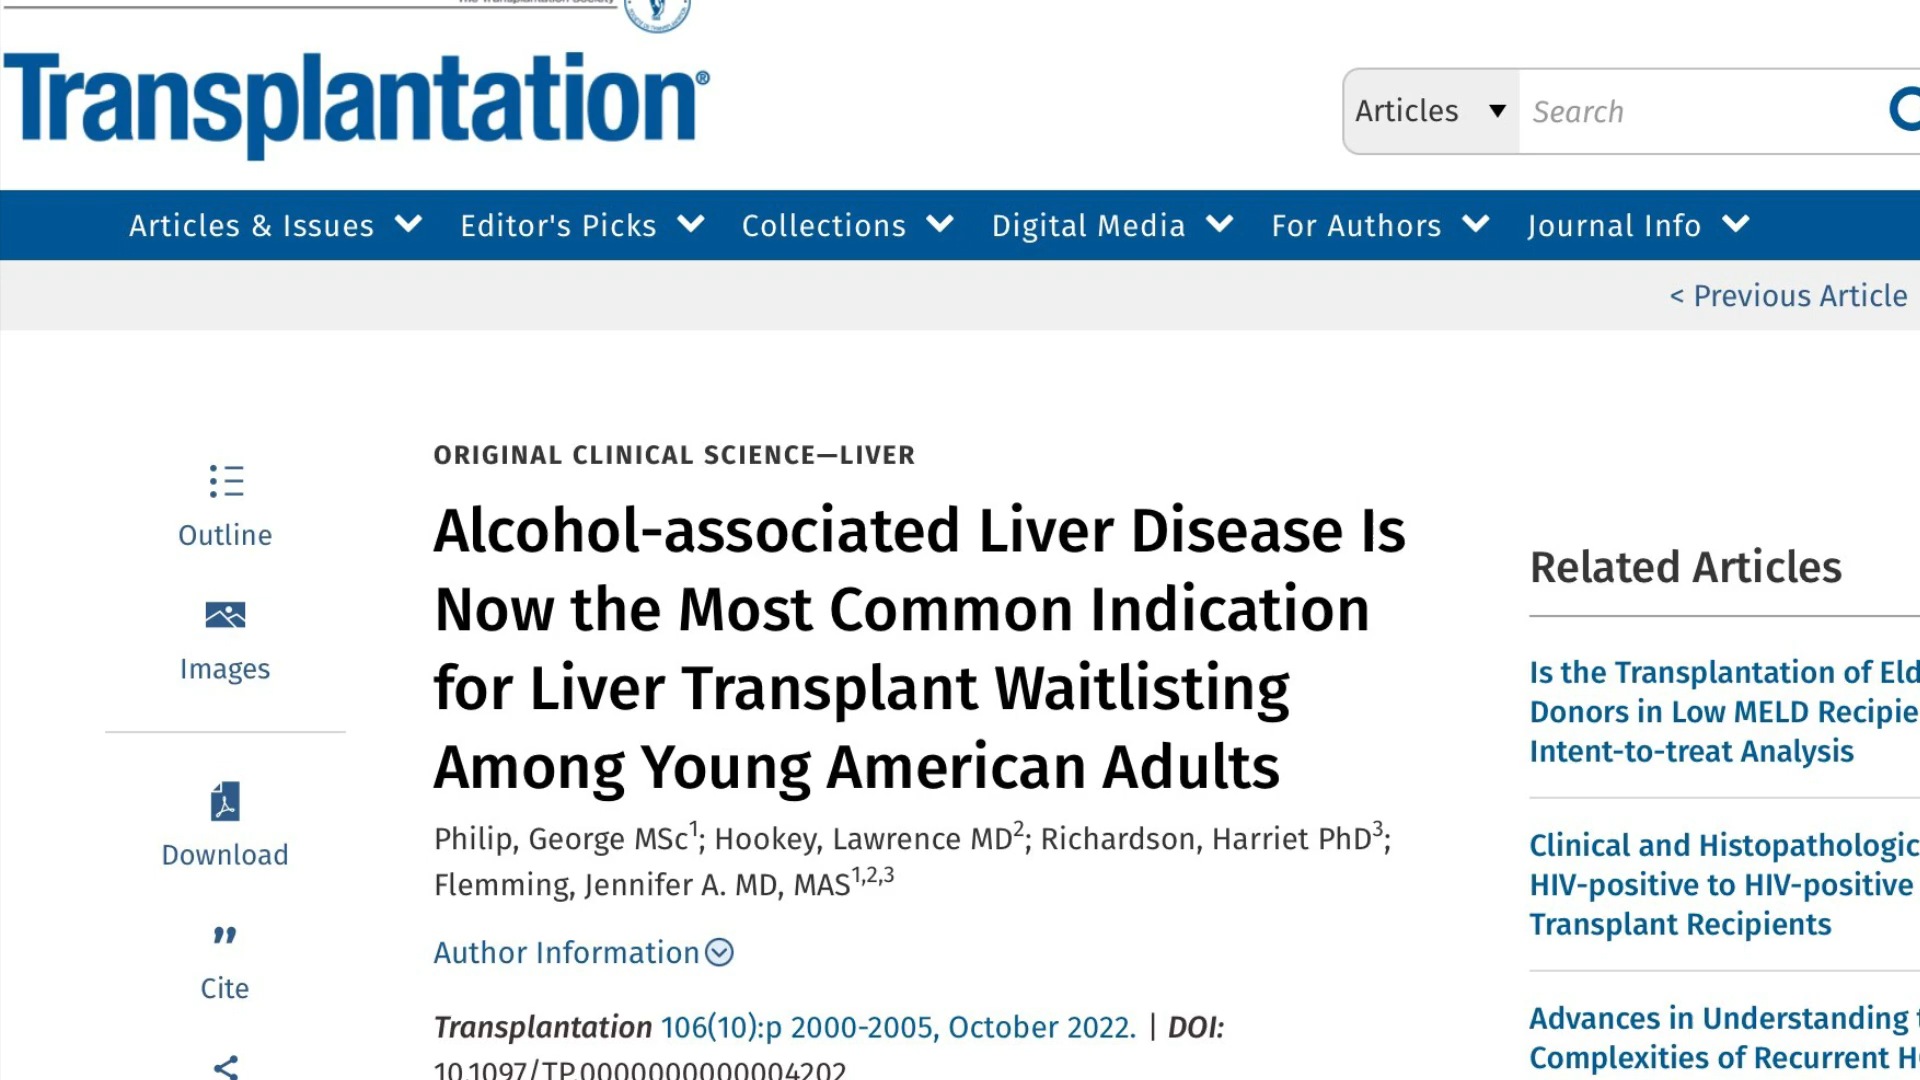 Transplantation®
Articles
Search
Articles & Issues
Editor's Picks
Collections
Digital Media
For Authors
Journal Info
< Previous Article
Outline
Images
Download
Cite
ORIGINAL CLINICAL SCIENCE—LIVER
Alcohol-associated Liver Disease Is
Now the Most Common Indication
for Liver Transplant Waitlisting
Among Young American Adults
Philip, George MSc1; Hookey, Lawrence MD2; Richardson, Harriet PhD3;
Flemming, Jennifer A. MD, MAS1,2,3
Author Information
Transplantation 106(10):p 2000-2005, October 2022. | DOI:
10.1097/TP.0000000000004202
Related Articles
Is the Transplantation of
Donors in Low MELD
Intent-to-treat Analysis
Clinical and
HIV-positive to HIV-positive
Transplant Recipients
Advances in Understanding
Complexities of Recurrent